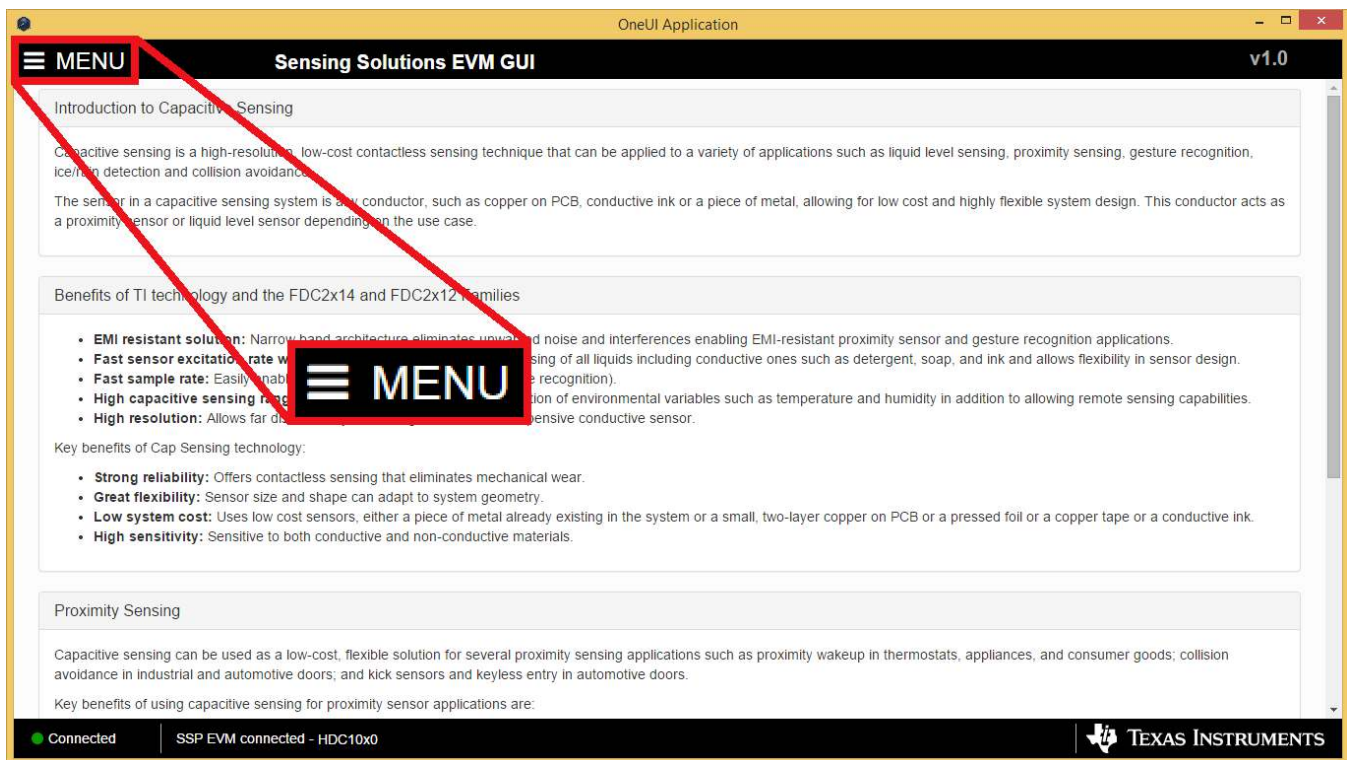 OneUI Application
MENU
Sensing Solutions EVM GUI
v1.0
Introduction to Capacitive Sensing
Capacitive sensing is a high-resolution, low-cost contactless sensing technique that can be applied to a variety of applications such as liquid level sensing, proximity sensing, gesture recognition,
ice/rain detection and collision avoidance.
The sensor in a capacitive sensing system is any conductor, such as copper on PCB, conductive ink or a piece of metal, allowing for low cost and highly flexible system design. This conductor acts as
a proximity sensor or liquid level sensor depending on the use case.
Benefits of TI technology and the FDC2x14 and FDC2x12 Families
• EMI resistant solution: Narrow band architecture eliminates unwanted noise and interferences enabling EMI-resistant proximity sensor and gesture recognition applications.
• Fast sensor excitation rate sing of all liquids including conductive ones such as detergent, soap, and ink and allows flexibility in sensor design.
• Fast sample rate: Easily recognition).
• High capacitive sensing tion of environmental variables such as temperature and humidity in addition to allowing remote sensing capabilities.
• High resolution: Allows far conductive sensor.
MENU
Key benefits of Cap Sensing technology:
• Strong reliability: Offers contactless sensing that eliminates mechanical wear.
• Great flexibility: Sensor size and shape can adapt to system geometry.
• Low system cost: Uses low cost sensors, either a piece of metal already existing in the system or a small, two-layer copper on PCB or a pressed foil or a copper tape or a conductive ink.
• High sensitivity: Sensitive to both conductive and non-conductive materials.
Proximity Sensing
Capacitive sensing can be used as a low-cost, flexible solution for several proximity sensing applications such as proximity wakeup in thermostats, appliances, and consumer goods; collision
avoidance in industrial and automotive doors; and kick sensors and keyless entry in automotive doors.
Key benefits of using capacitive sensing for proximity sensor applications are:
Connected
SSP EVM connected - HDC10x0
TEXAS INSTRUMENTS